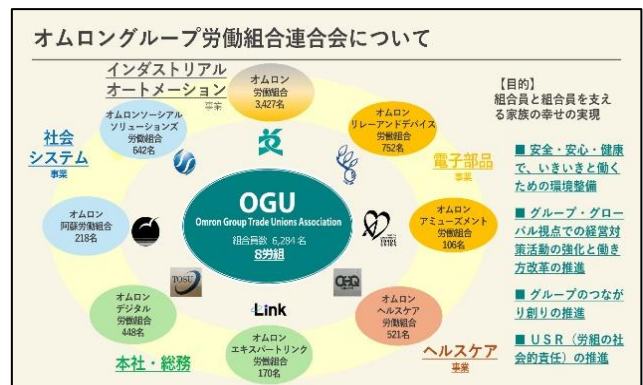 オムロングループ労働組合連合会について
インダストリアル
オートメーション
事業
オムロン
労働組合
3,427名
オムロン
リレーアンドデバイス
労働組合
752名
電子部品
事業
オムロン
アミューズメント
労働組合
106名
オムロン
ヘルスケア
労働組合
521名
ヘルスケア
事業
オムロン
エキスパートリンク
労働組合
170名
本社・総務
オムロン
デジタル
労働組合
448名
オムロン
阿蘇労働組合
218名
社会
システム
事業
オムロンソーシアル
ソリューションズ
労働組合
642名
OGU
Omron Group Trade Unions Association
組合員数 6,284 名
8労組
TOSU
Link
OHQ
【目的】
組合員と組合員を支え
る家族の幸せの実現
■ 安全・安心・健康
で、いきいきと働く
ための環境整備
■ グループ・グロー
バル視点での経営対
策活動の強化と働き
方改革の推進
■ グループのつなが
り創りの推進
■ ＵＳＲ（労組の社
会的責任）の推進